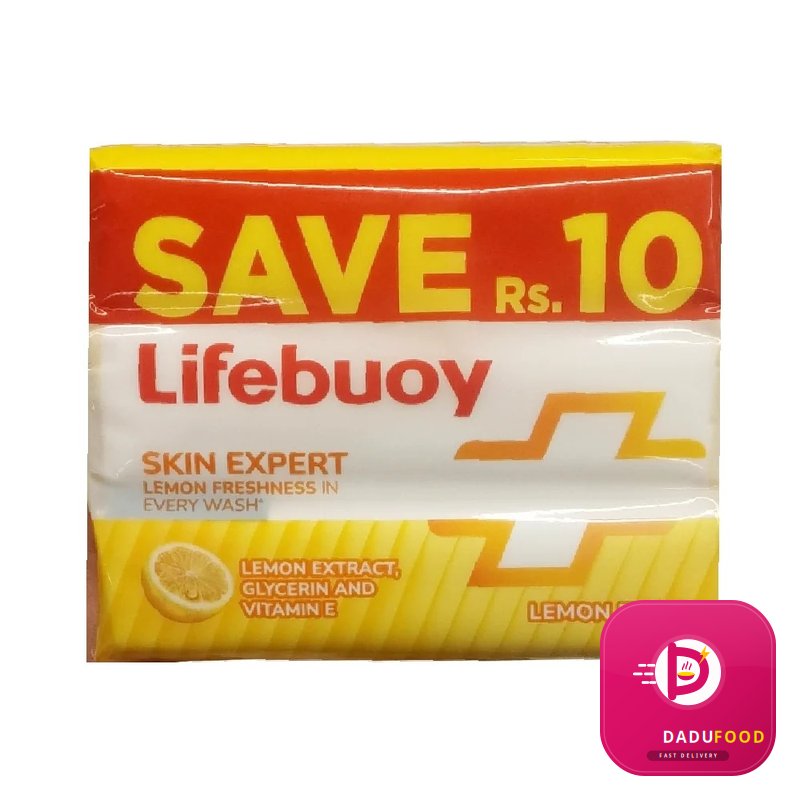 SAVE Rs. 10
Lifebuoy
SKIN EXPERT
LEMON FRESHNESS IN
EVERY WASH*
LEMON EXTRACT,
GLYCERIN AND
VITAMIN E
LEMON
DADUFOOD
FAST DELIVERY